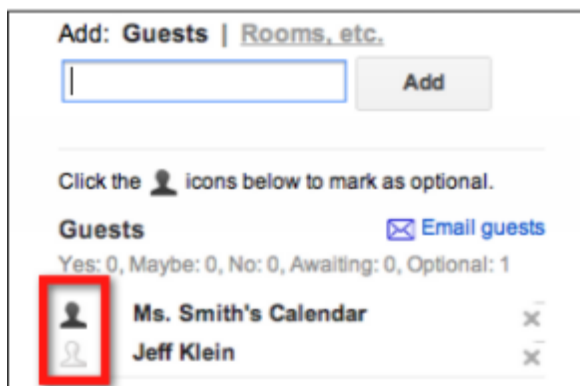 Add: Guests | Rooms, etc.
Add
Click the icons below to mark as optional.
Guests Email guests
Yes: 0, Maybe: 0, No: 0, Awaiting: 0, Optional: 1
Ms. Smith's Calendar
Jeff Klein